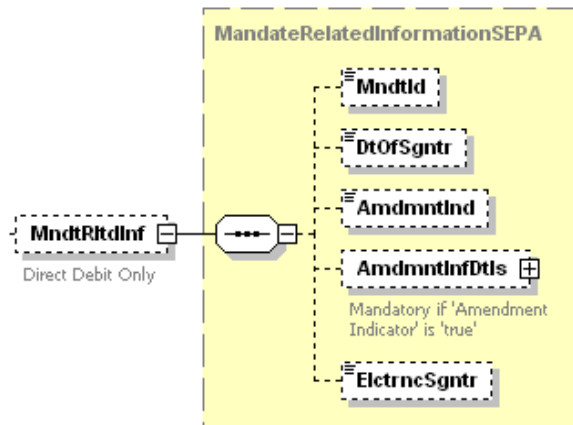 MandateRelatedInformationSEPA
MndtId
DtOfSgntr
AmdmntInd
MndtRltdInf
Direct Debit Only
AmdmntInfDtls
Mandatory if 'Amendment
Indicator' is 'true'
ElctrncSgntr